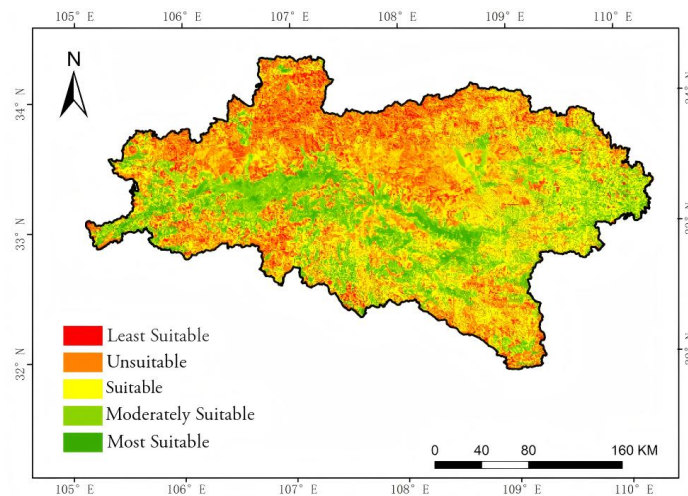 105° E 106° E 107° E 108° E 109° E 110° E
N
34° N
33° N
32° N
Least Suitable
Unsuitable
Suitable
Moderately Suitable
Most Suitable
0 40 80 160 KM
105° E 106° E 107° E 108° E 109° E 110° E